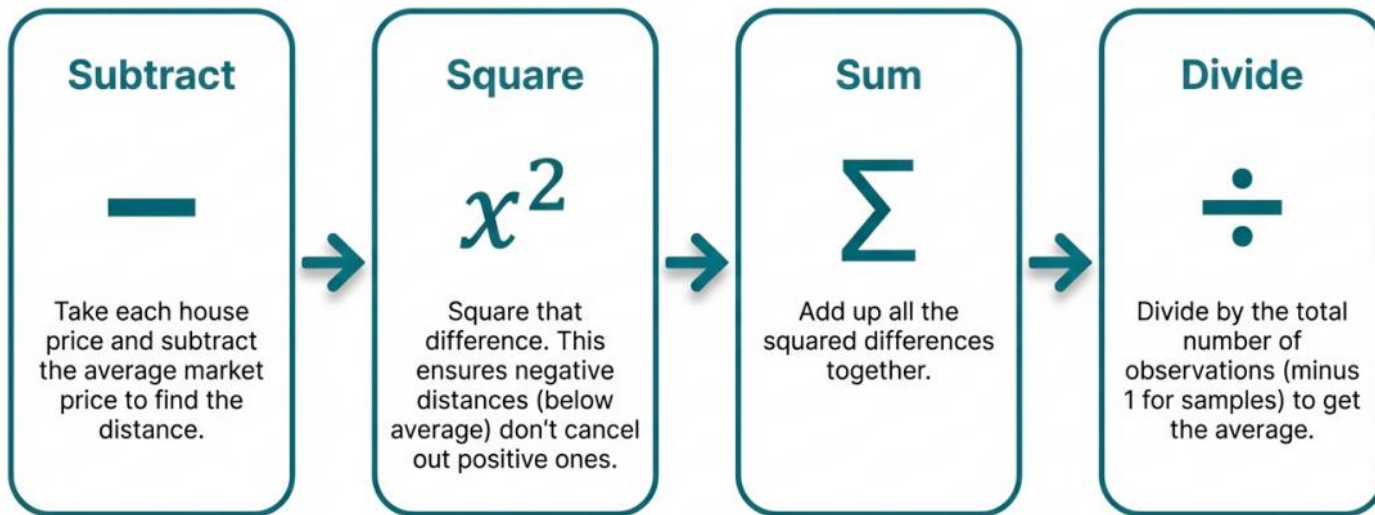 Subtract
−
Take each house
price and subtract
the average market
price to find the
distance.
Square
x²
Square that
difference. This
ensures negative
distances (below
average) don't cancel
out positive ones.
Sum
Σ
Add up all the
squared differences
together.
Divide
÷
Divide by the total
number of
observations (minus
1 for samples) to get
the average.